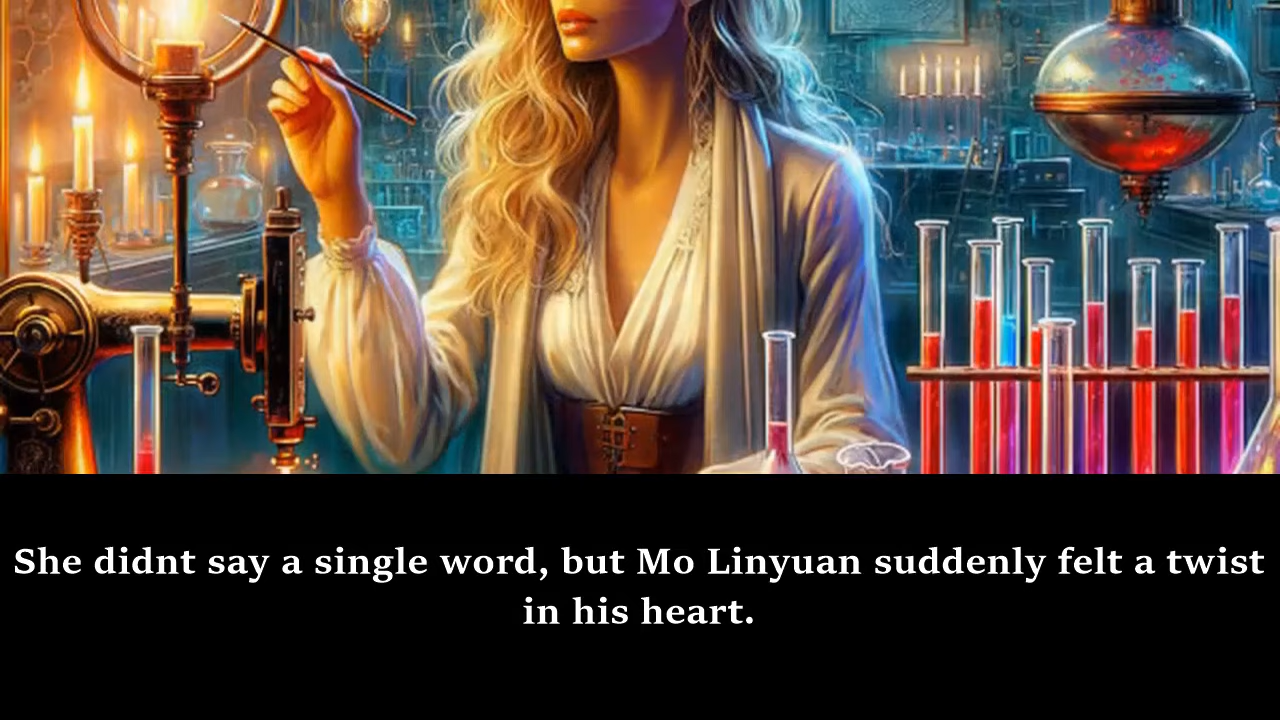 She didnt say a single word, but Mo Linyuan suddenly felt a twist
in his heart.